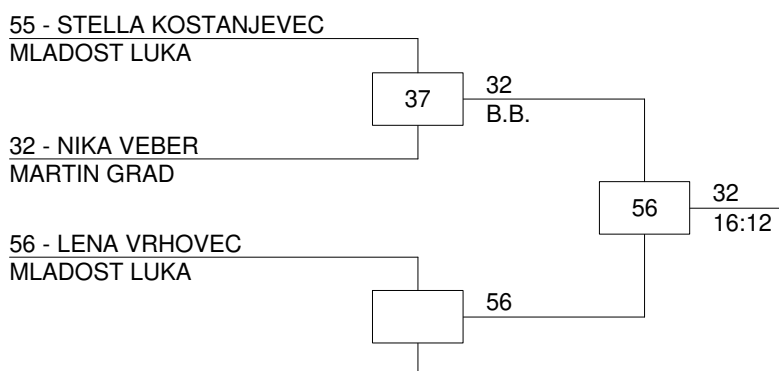 55 - STELLA KOSTANJEVEC
MLADOST LUKA
37
32
B.B.
32 - NIKA VEBER
MARTIN GRAD
56
32
16:12
56 - LENA VRHOVEC
MLADOST LUKA
56